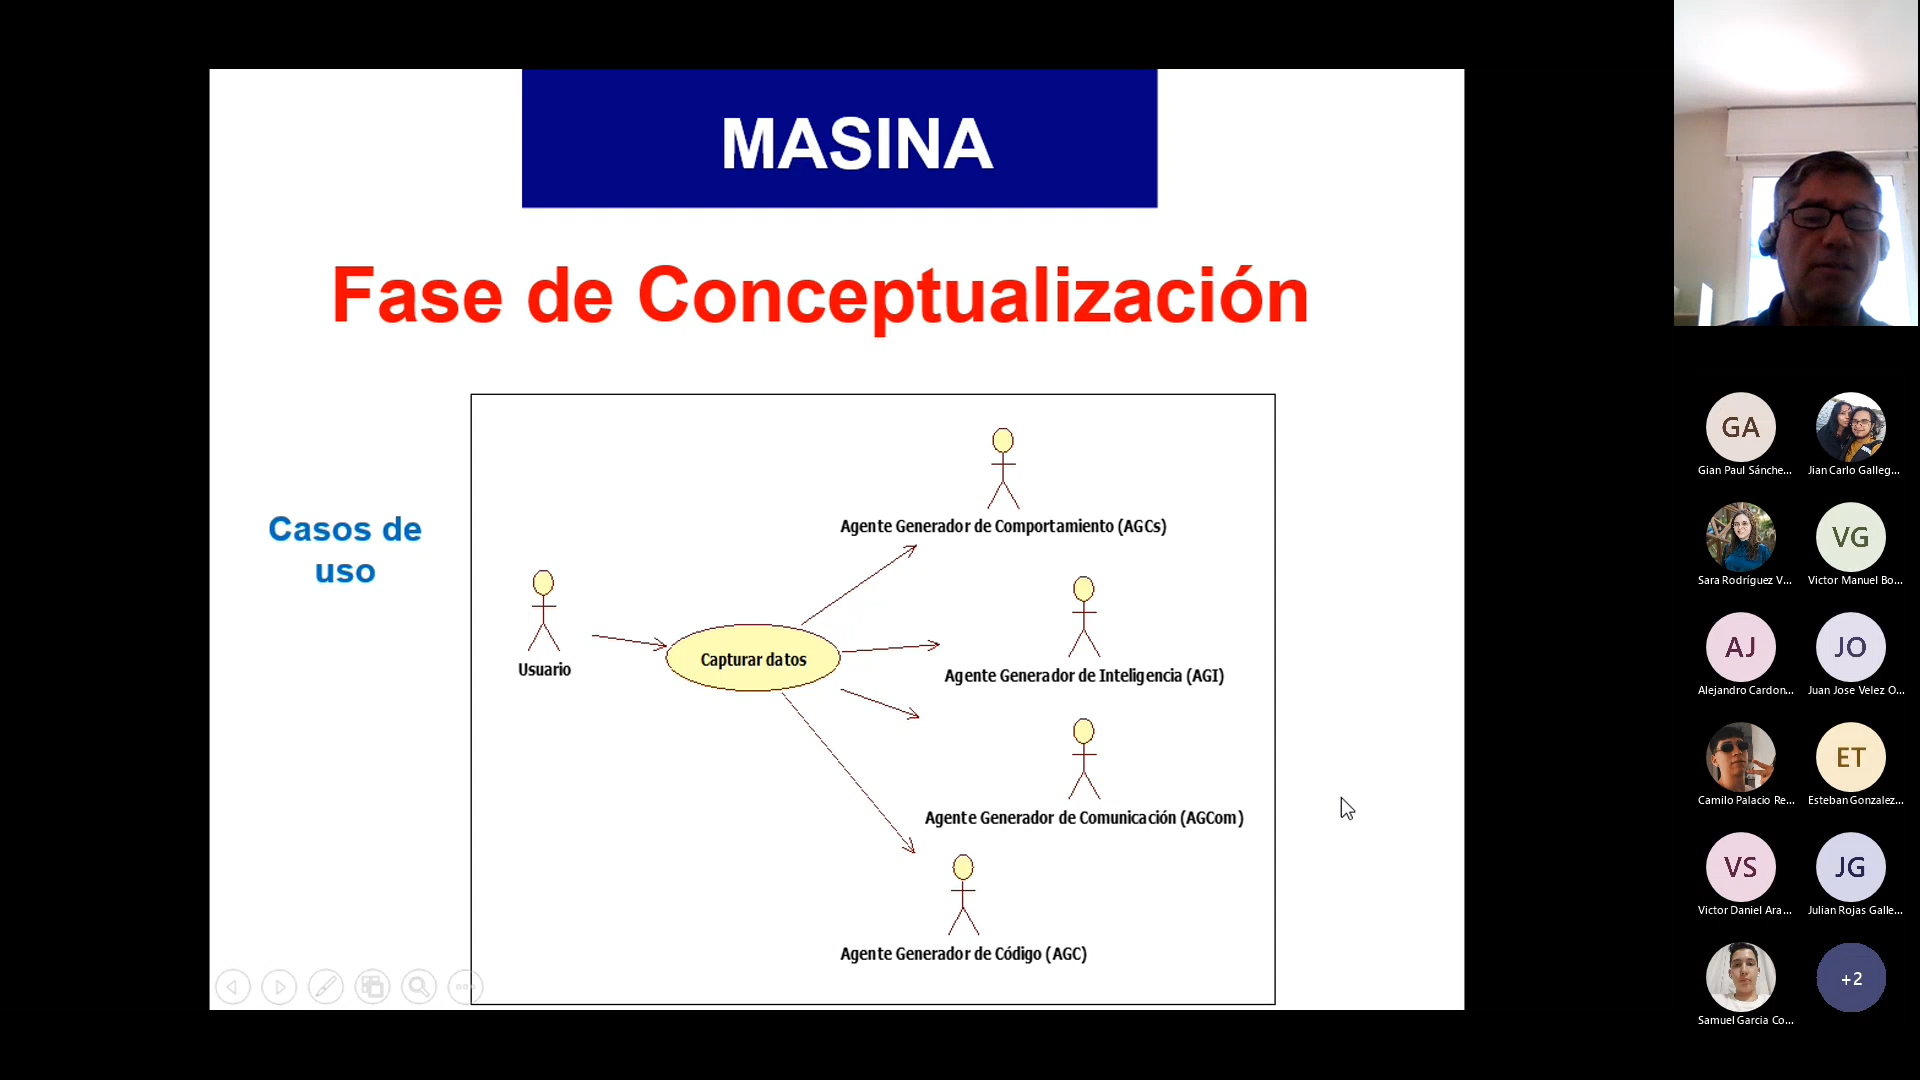 MASINA
Fase de Conceptualización
Casos de
uso
Agente Generador de Comportamiento (AGCs)
Usuario
Capturar datos
Agente Generador de Inteligencia (AGI)
Agente Generador de Comunicación (AGCom)
Agente Generador de Código (AGC)
GA
Gian Paul Sánche...
Jian Carlo Galleg...
Sara Rodríguez V...
VG
Victor Manuel Bo...
AJ
Alejandro Cardon...
JO
Juan Jose Velez O...
Camilo Palacio Re...
ET
Esteban Gonzalez...
VS
Victor Daniel Ara...
JG
Julian Rojas Galle...
Samuel Garcia Co...
+2